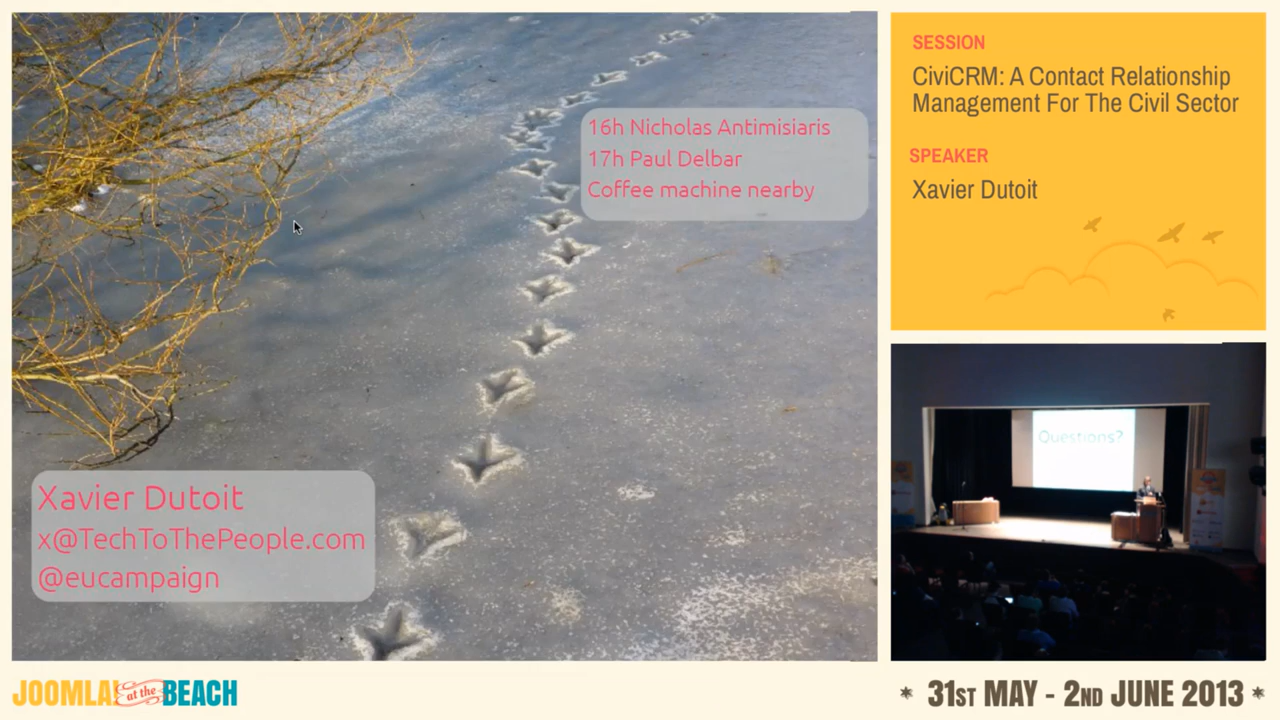 16h Nicholas Antimisiaris
17h Paul Delbar
Coffee machine nearby
Xavier Dutoit
x@TechToThePeople.com
@eucampaign
SESSION
CiviCRM: A Contact Relationship
Management For The Civil Sector
SPEAKER
Xavier Dutoit
Questions?
JOOMLA! at the BEACH
* 31ST MAY - 2ND JUNE 2013 *